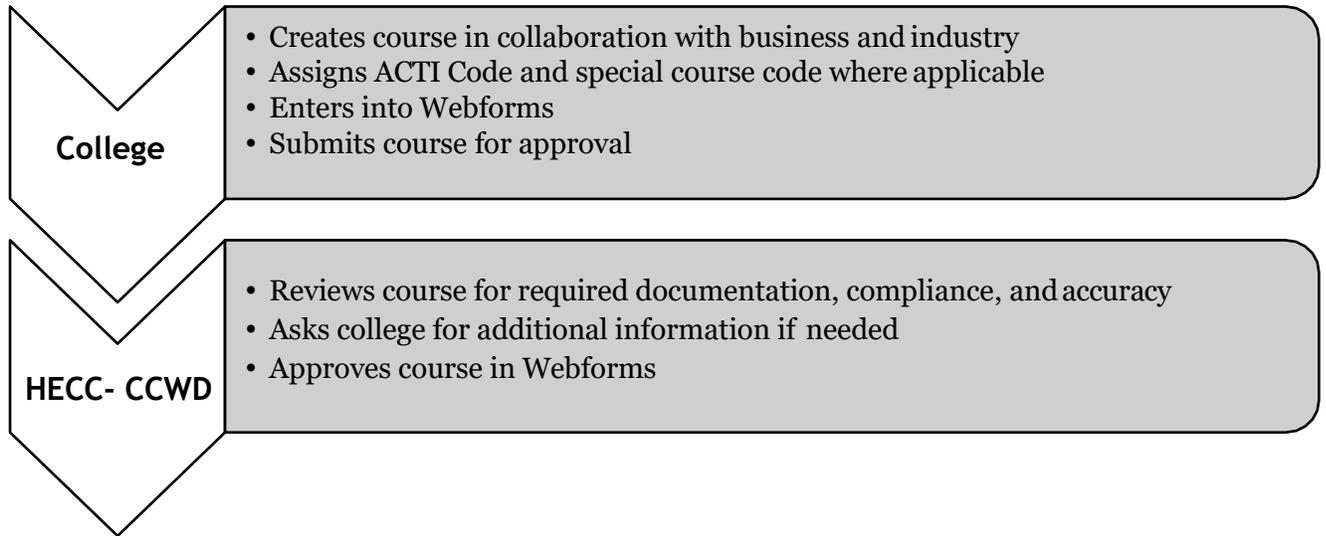 College
• Creates course in collaboration with business and industry
• Assigns ACTI Code and special course code where applicable
• Enters into Webforms
• Submits course for approval
HECC- CCWD
• Reviews course for required documentation, compliance, and accuracy
• Asks college for additional information if needed
• Approves course in Webforms